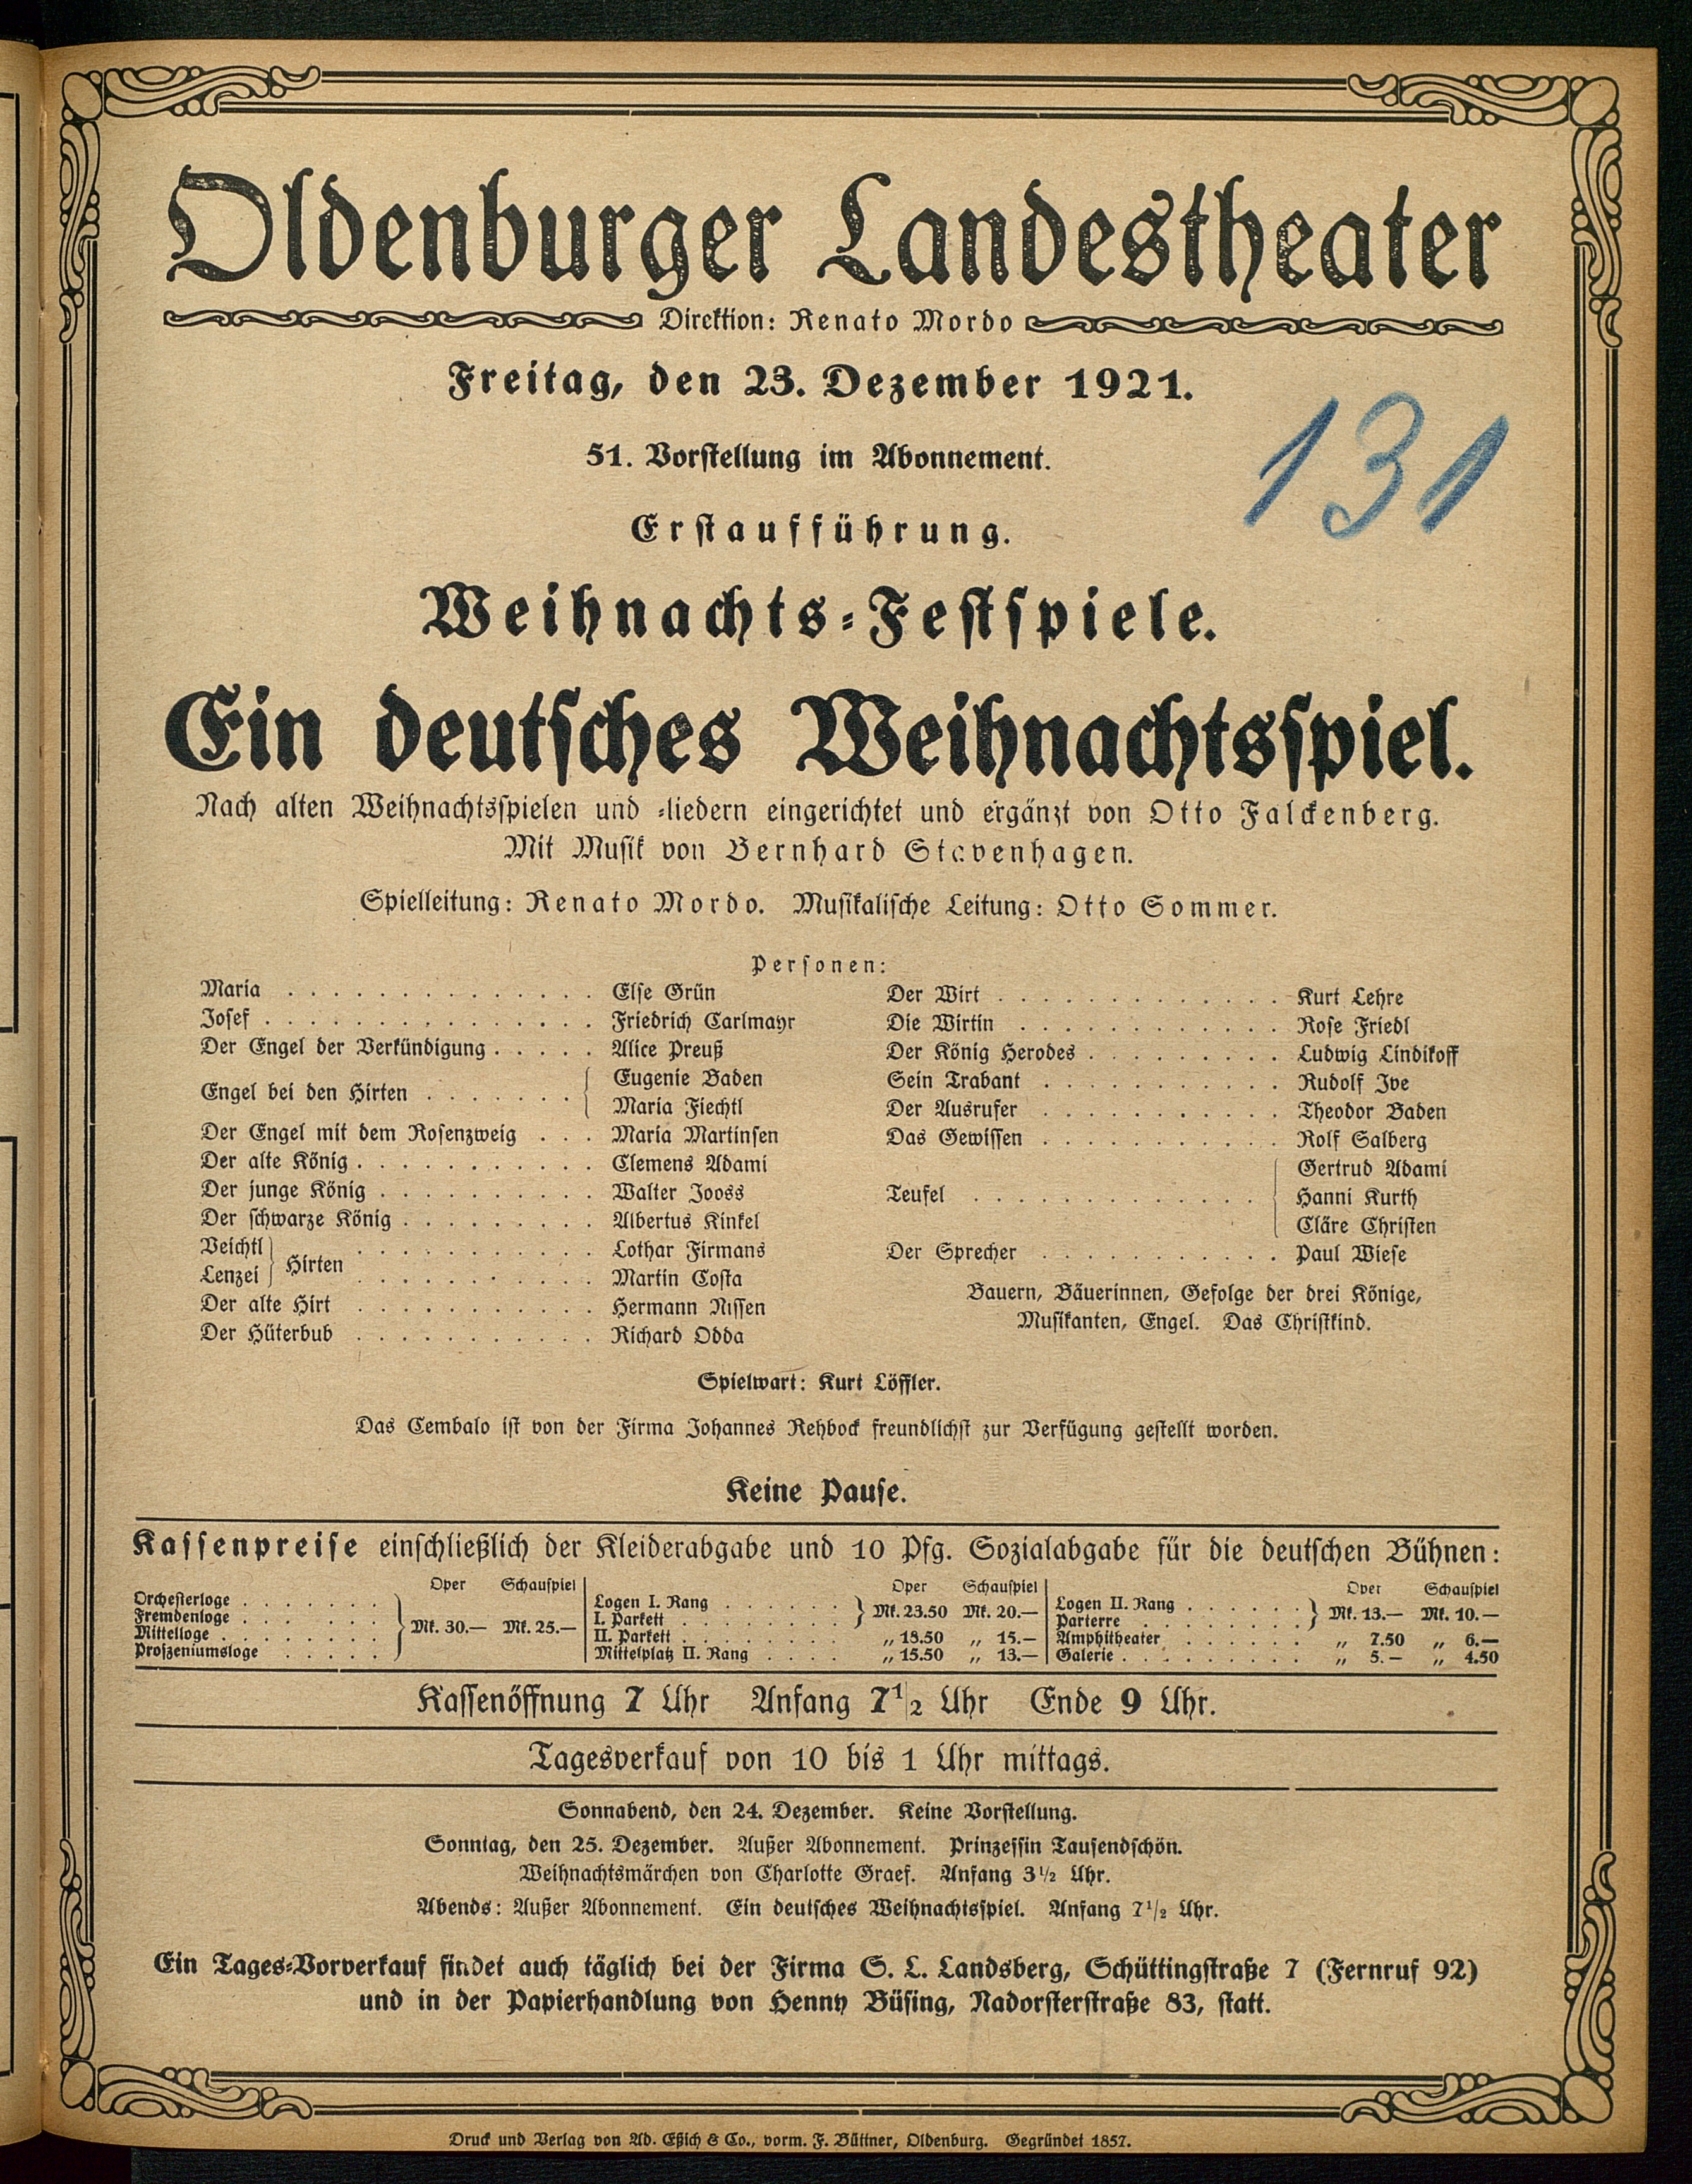 Oldenburger Landestheater
Direktion: Renato Mordo
Freitag, den 23. Dezember 1921.
131
51. Vorstellung im Abonnement.
Erstaufführung.
Weihnachts-Festspiele.
Ein deutsches Weihnachtsspiel.
Nach alten Weihnachtsspielen und -liedern eingerichtet und ergänzt von Otto Falckenberg.
Mit Musik von Bernhard Stavenhagen.
Spielleitung: Renato Mordo. Musikalische Leitung: Otto Sommer.
Personen:
Maria . . . . . Else Grün
Josef . . . . . Friedrich Carlmayr
Der Engel der Verkündigung . . . . . Alice Preuß
Engel bei den Hirten . . . . . { Eugenie Baden
Maria Fiechtl
Der Engel mit dem Rosenzweig . . . Maria Martinsen
Der alte König . . . . . Clemens Adami
Der junge König . . . . . Walter Jooss
Der schwarze König . . . . . Albertus Kinkel
Veichtl } Hirten . . . . . Lothar Firmans
Lenzei } . . . . . Martin Costa
Der alte Hirt . . . . . Hermann Nissen
Der Hüterbub . . . . . Richard Odda
Der Wirt . . . . . Kurt Lehre
Die Wirtin . . . . . Rose Friedl
Der König Herodes . . . . . Ludwig Lindikoff
Sein Trabant . . . . . Rudolf Ive
Der Ausrufer . . . . . Theodor Baden
Das Gewissen . . . . . Rolf Salberg
Teufel . . . . . { Gertrud Adami
Hanni Kurth
Cläre Christen
Der Sprecher . . . . . Paul Wiese
Bauern, Bäuerinnen, Gefolge der drei Könige,
Musikanten, Engel. Das Christkind.
Spielwart: Kurt Löffler.
Das Cembalo ist von der Firma Johannes Rehbock freundlichst zur Verfügung gestellt worden.
Keine Pause.
Kassenpreise einschließlich der Kleiderabgabe und 10 Pfg. Sozialabgabe für die deutschen Bühnen:
Oper Schauspiel
Orchesterloge . . . . .
Fremdenloge . . . . .
Mittelloge . . . . .
Proszeniumsloge . . . . .
} Mk. 30.— Mk. 25.—
Oper Schauspiel
Logen I. Rang . . . . .
I. Parkett . . . . .
} Mk. 23.50 Mk. 20.—
II. Parkett . . . . . „ 18.50 „ 15.—
Mittelplatz II. Rang . . . . „ 15.50 „ 13.—
Oper Schauspiel
Logen II. Rang . . . . .
Parterre . . . . .
} Mk. 13.— Mk. 10.—
Amphitheater . . . . . „ 7.50 „ 6.—
Galerie . . . . . „ 5.— „ 4.50
Kassenöffnung 7 Uhr Anfang 7 1/2 Uhr Ende 9 Uhr.
Tagesverkauf von 10 bis 1 Uhr mittags.
Sonnabend, den 24. Dezember. Keine Vorstellung.
Sonntag, den 25. Dezember. Außer Abonnement. Prinzessin Tausendschön.
Weihnachtsmärchen von Charlotte Graef. Anfang 3 1/2 Uhr.
Abends: Außer Abonnement. Ein deutsches Weihnachtsspiel. Anfang 7 1/2 Uhr.
Ein Tages-Vorverkauf findet auch täglich bei der Firma S. L. Landsberg, Schüttingstraße 7 (Fernruf 92)
und in der Papierhandlung von Henny Büsing, Nadorsterstraße 83, statt.
Druck und Verlag von Ad. Eßich & Co., vorm. F. Büttner, Oldenburg. Gegründet 1857.